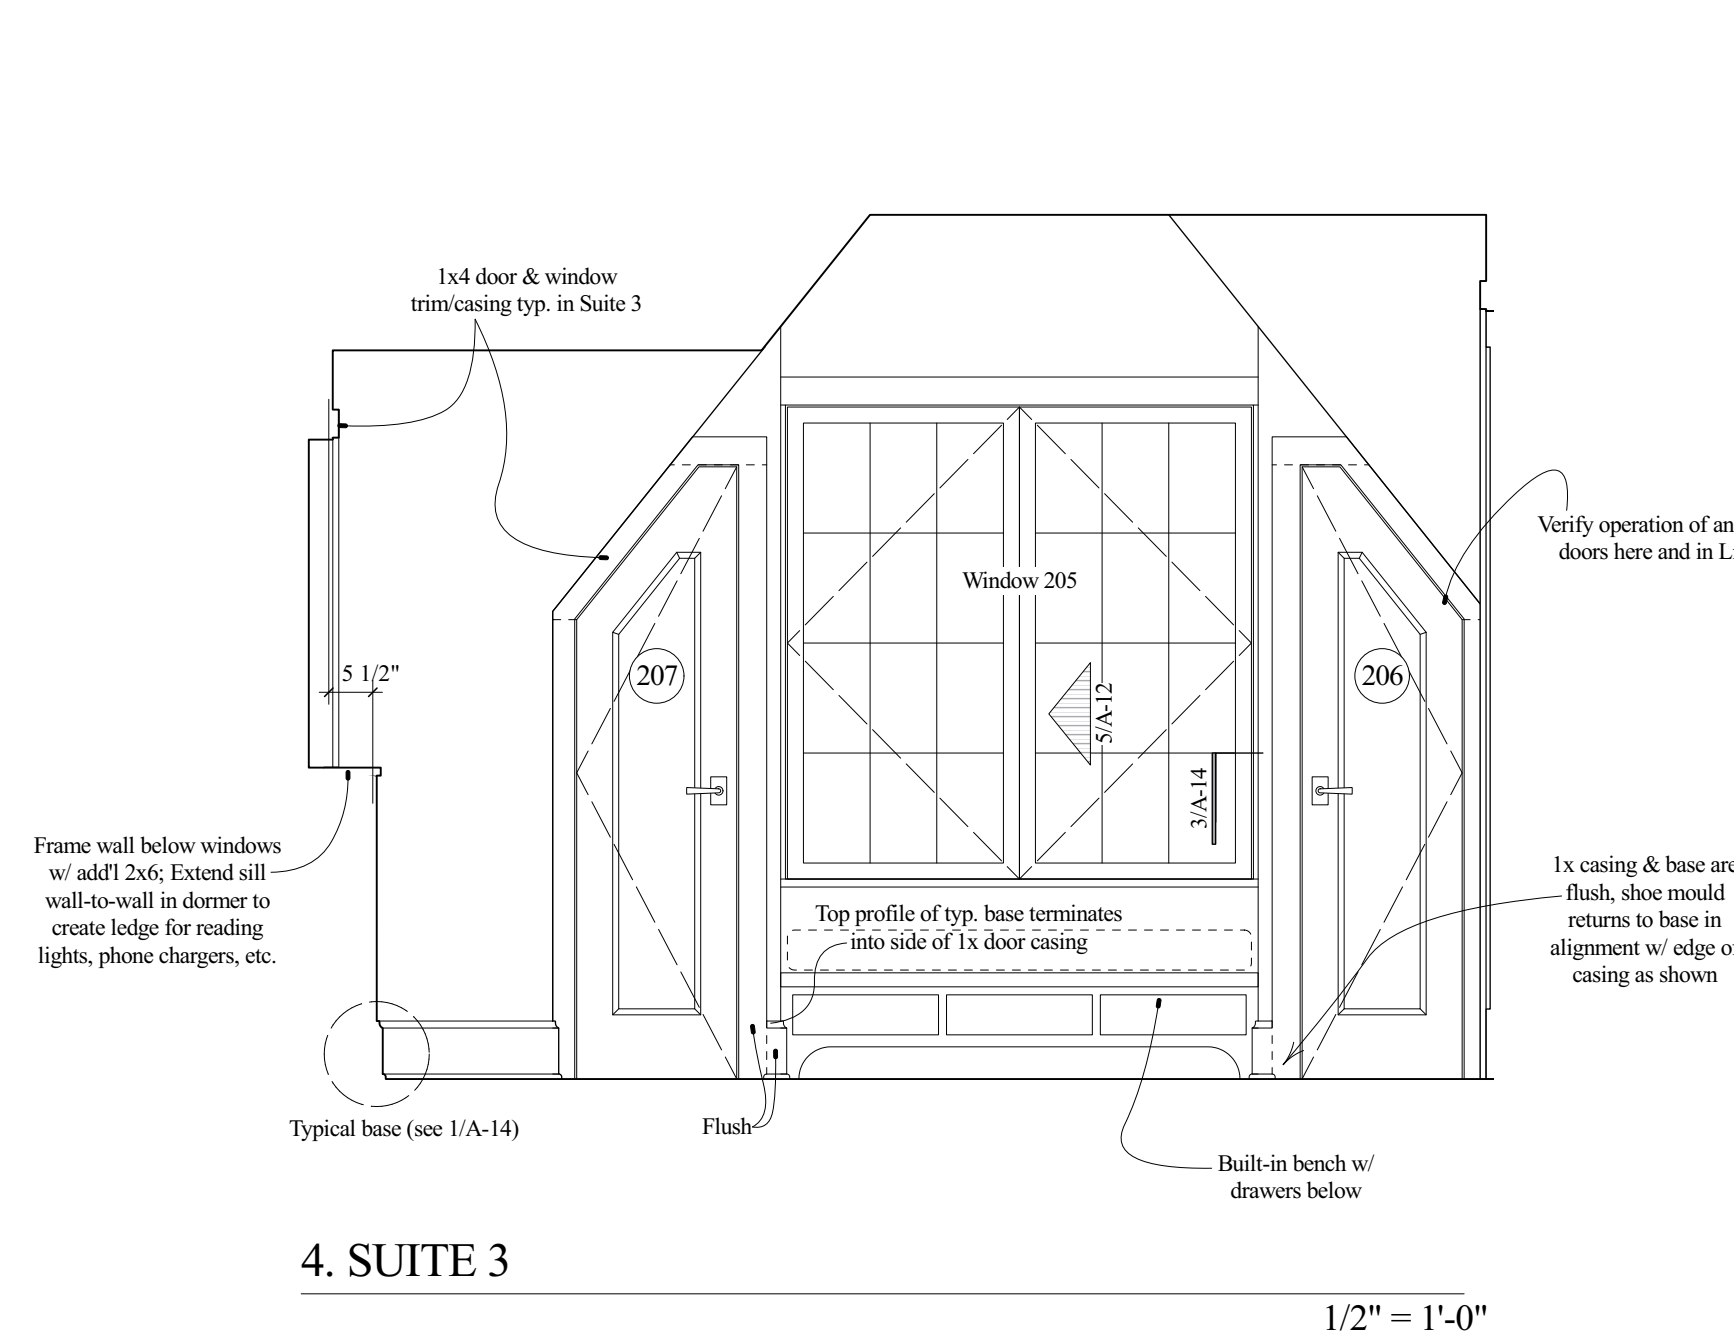 1x4 door & window
trim/casing typ. in Suite 3
Verify operation of an
doors here and in L
Window 205
5 1/2"
207
206
5/A-12
3/A-14
Frame wall below windows
w/ add'l 2x6; Extend sill
wall-to-wall in dormer to
create ledge for reading
lights, phone chargers, etc.
1x casing & base are
flush, shoe mould
returns to base in
alignment w/ edge of
casing as shown
Top profile of typ. base terminates
into side of 1x door casing
Typical base (see 1/A-14)
Flush
Built-in bench w/
drawers below
4. SUITE 3
1/2" = 1'-0"